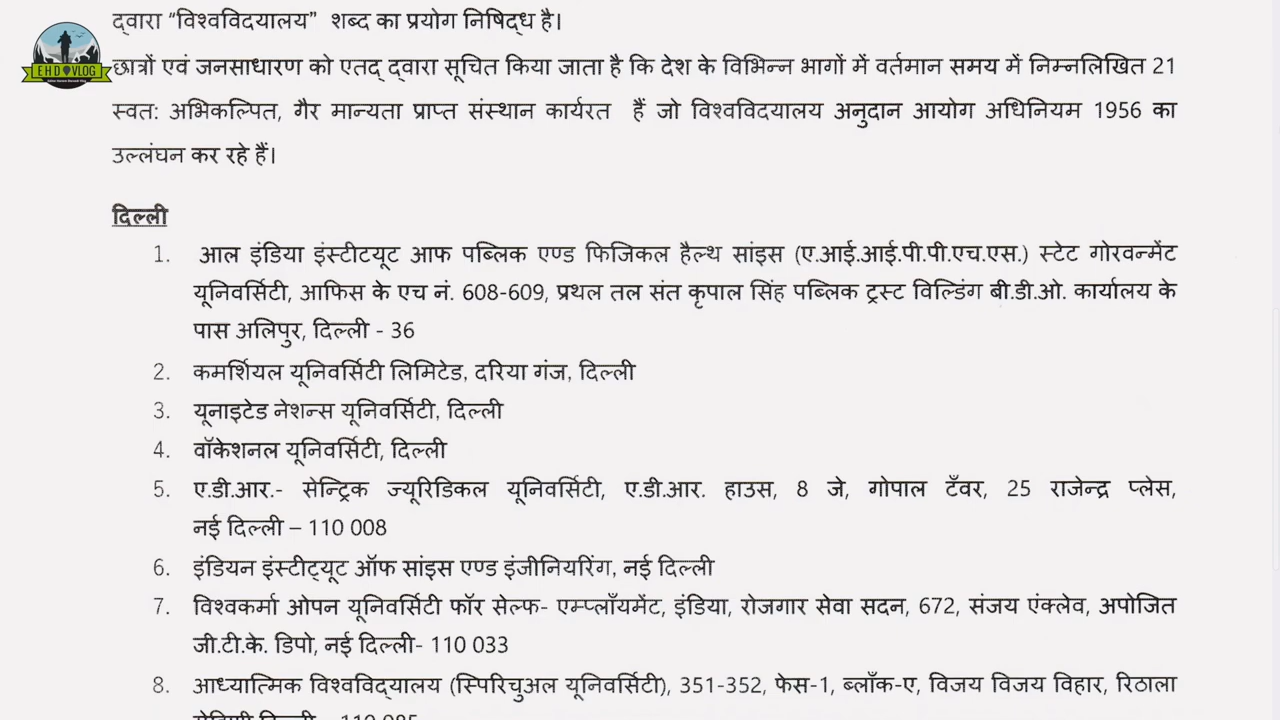 द्वारा “विश्वविदयालय” शब्द का प्रयोग निषिद्ध है।
EHD VLOG
छात्रों एवं जनसाधारण को एतद् द्वारा सूचित किया जाता है कि देश के विभिन्न भागों में वर्तमान समय में निम्नलिखित 21
स्वत: अभिकल्पित, गैर मान्यता प्राप्त संस्थान कार्यरत हैं जो विश्वविदयालय अनुदान आयोग अधिनियम 1956 का
उल्लंघन कर रहे हैं।
दिल्ली
1. आल इंडिया इंस्टीटयूट आफ पब्लिक एण्ड फिजिकल हैल्थ सांइस (ए.आई.आई.पी.पी.एच.एस.) स्टेट गोरवन्मेंट
यूनिवर्सिटी, आफिस के एच नं. 608-609, प्रथल तल संत कृपाल सिंह पब्लिक ट्रस्ट विल्डिंग बी.डी.ओ. कार्यालय के
पास अलिपुर, दिल्ली - 36
2. कमर्शियल यूनिवर्सिटी लिमिटेड, दरिया गंज, दिल्ली
3. यूनाइटेड नेशन्स यूनिवर्सिटी, दिल्ली
4. वॉकेशनल यूनिवर्सिटी, दिल्ली
5. ए.डी.आर.- सेन्ट्रिक ज्यूरिडिकल यूनिवर्सिटी, ए.डी.आर. हाउस, 8 जे, गोपाल टॅंवर, 25 राजेन्द्र प्लेस,
नई दिल्ली – 110 008
6. इंडियन इंस्टीट्यूट ऑफ सांइस एण्ड इंजीनियरिंग, नई दिल्ली
7. विश्वकर्मा ओपन यूनिवर्सिटी फॉर सेल्फ- एम्प्लॉयमेंट, इंडिया, रोजगार सेवा सदन, 672, संजय एंक्लेव, अपोजित
जी.टी.के. डिपो, नई दिल्ली- 110 033
8. आध्यात्मिक विश्वविद्यालय (स्पिरिचुअल यूनिवर्सिटी), 351-352, फेस-1, ब्लॉक-ए, विजय विजय विहार, रिठाला